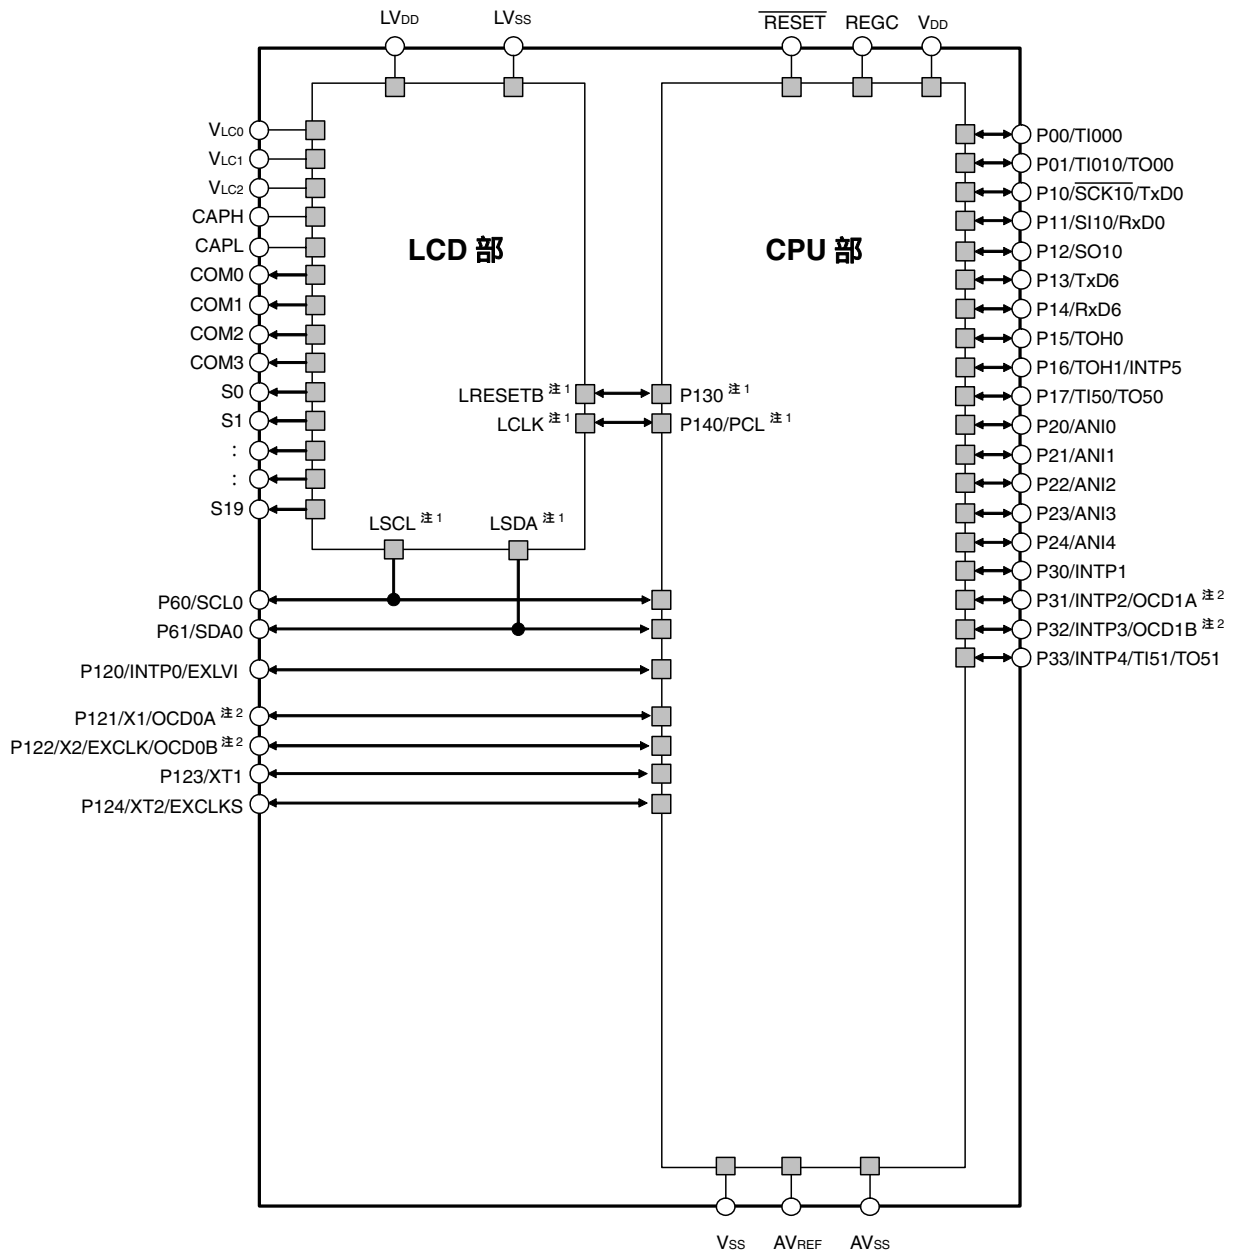 LVDD
LVSS
RESET
REGC
VDD
VLC0
VLC1
VLC2
CAPH
CAPL
COM0
COM1
COM2
COM3
S0
S1
:
:
S19
LCD 部
CPU 部
LRESETB 注1
LCLK 注1
P130 注1
P140/PCL 注1
LSCL 注1
LSDA 注1
P60/SCL0
P61/SDA0
P120/INTP0/EXLVI
P121/X1/OCD0A 注2
P122/X2/EXCLK/OCD0B 注2
P123/XT1
P124/XT2/EXCLKS
P00/TI000
P01/TI010/TO00
P10/SCK10/TxD0
P11/SI10/RxD0
P12/SO10
P13/TxD6
P14/RxD6
P15/TOH0
P16/TOH1/INTP5
P17/TI50/TO50
P20/ANI0
P21/ANI1
P22/ANI2
P23/ANI3
P24/ANI4
P30/INTP1
P31/INTP2/OCD1A 注2
P32/INTP3/OCD1B 注2
P33/INTP4/TI51/TO51
VSS
AVREF
AVSS